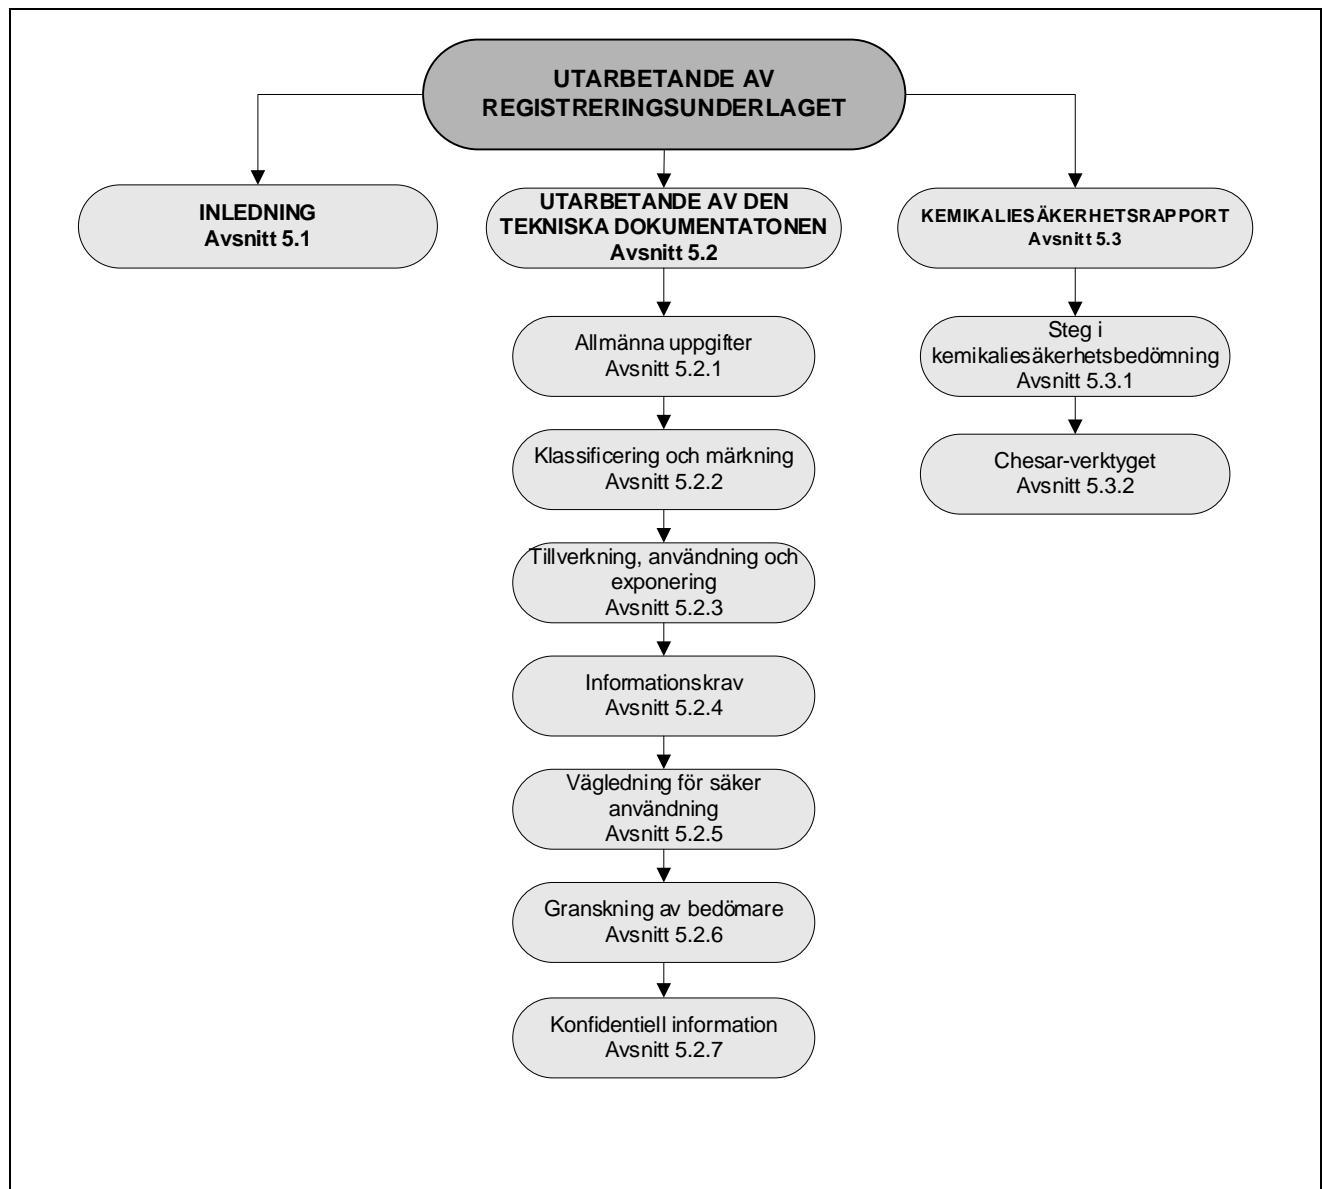 UTARBETANDE AV
REGISTRERINGSUNDERLAGET
INLEDNING
Avsnitt 5.1
UTARBETANDE AV DEN
TEKNISKA DOKUMENTATONEN
Avsnitt 5.2
KEMIKALIESÄKERHETSRAPPORT
Avsnitt 5.3
Allmänna uppgifter
Avsnitt 5.2.1
Klassificering och märkning
Avsnitt 5.2.2
Tillverkning, användning och
exponering
Avsnitt 5.2.3
Informationskrav
Avsnitt 5.2.4
Vägledning för säker
användning
Avsnitt 5.2.5
Granskning av bedömare
Avsnitt 5.2.6
Konfidentiell information
Avsnitt 5.2.7
Steg i
kemikaliesäkerhetsbedömning
Avsnitt 5.3.1
Chesar-verktyget
Avsnitt 5.3.2